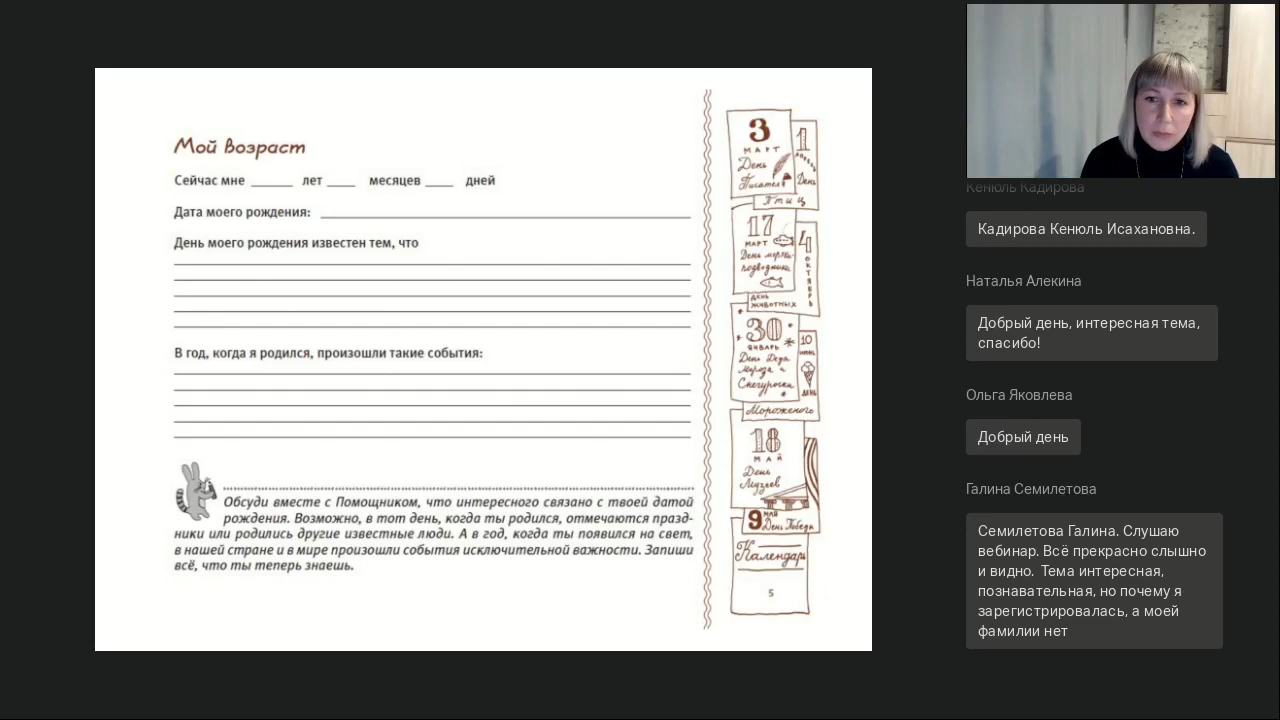 Мой возраст
Сейчас мне ______ лет ____ месяцев ____ дней
Дата моего рождения:
День моего рождения известен тем, что
В год, когда я родился, произошли такие события:
Обсуди вместе с Помощником, что интересного связано с твоей датой
рождения. Возможно, в тот день, когда ты родился, отмечаются празд-
ники или родились другие известные люди. А в год, когда ты появился на свет,
в нашей стране и в мире произошли события исключительной важности. Запиши
всё, что ты теперь знаешь.
3
МАРТ
День
Писателя
1
апрель
День
Птиц
17
МАРТ
День моряка-
подводника
4
ОКТЯБРЬ
ДЕНЬ
ЖИВОТНЫХ
30
ЯНВАРЬ
День Деда
Мороза и
Снегурочки
10
июнь
ДЕНЬ
Мороженого
18
МАЙ
День
Музеев
9
МАЯ
День Победы
Календарь
5
Кенюль Кадирова
Кадирова Кенюль Исахановна.
Наталья Алекина
Добрый день, интересная тема,
спасибо!
Ольга Яковлева
Добрый день
Галина Семилетова
Семилетова Галина. Слушаю
вебинар. Всё прекрасно слышно
и видно. Тема интересная,
познавательная, но почему я
зарегистрировалась, а моей
фамилии нет